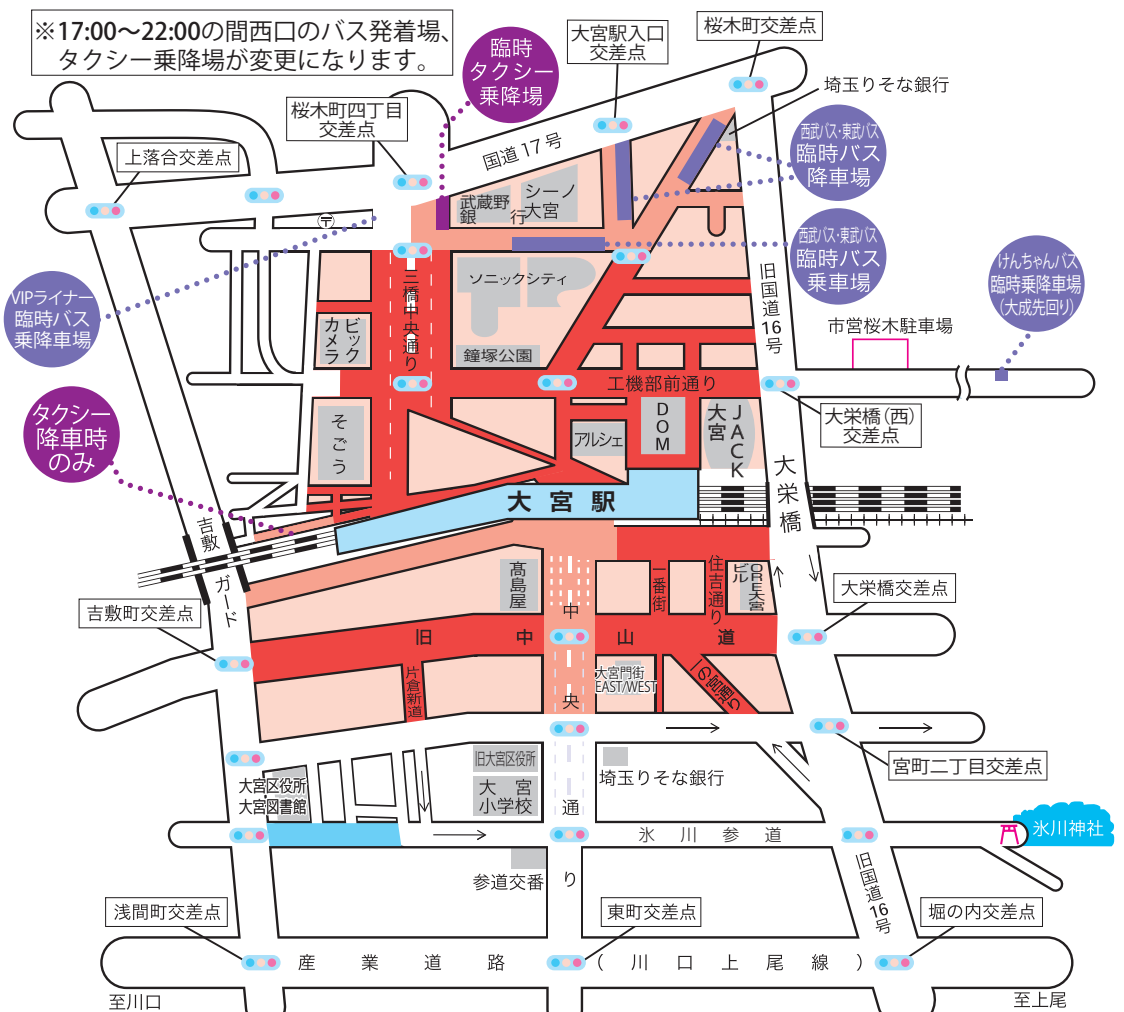 ※17:00〜22:00の間西口のバス発着場、
タクシー乗降場が変更になります。
臨時
タクシー
乗降場
大宮駅入口
交差点
桜木町交差点
埼玉りそな銀行
桜木町四丁目
交差点
国道17号
西武バス・東武バス
臨時バス
降車場
上落合交差点
武蔵野
銀行
シーノ
大宮
〒
西武バス・東武バス
臨時バス
乗車場
けんちゃんバス
臨時乗降車場
(大成先回り)
VIPライナー
臨時バス
乗降車場
三橋中央通り
ソニックシティ
旧国道16号
市営桜木駐車場
ビック
カメラ
鐘塚公園
工機部前通り
タクシー
降車時
のみ
そごう
アルシェ
DOM
JACK
大宮
大栄橋(西)
交差点
大栄橋
大宮駅
吉敷
ガード
髙島屋
一番街
住吉通り
ORE大宮
ビル
大栄橋交差点
吉敷町交差点
旧中山道
中央通り
片倉新道
大宮門街
EAST/WEST
一の宮通り
宮町二丁目交差点
旧大宮区役所
大宮
小学校
埼玉りそな銀行
大宮区役所
大宮図書館
氷川参道
氷川神社
参道交番
旧国道16号
浅間町交差点
東町交差点
堀の内交差点
産業道路(川口上尾線)
至川口
至上尾